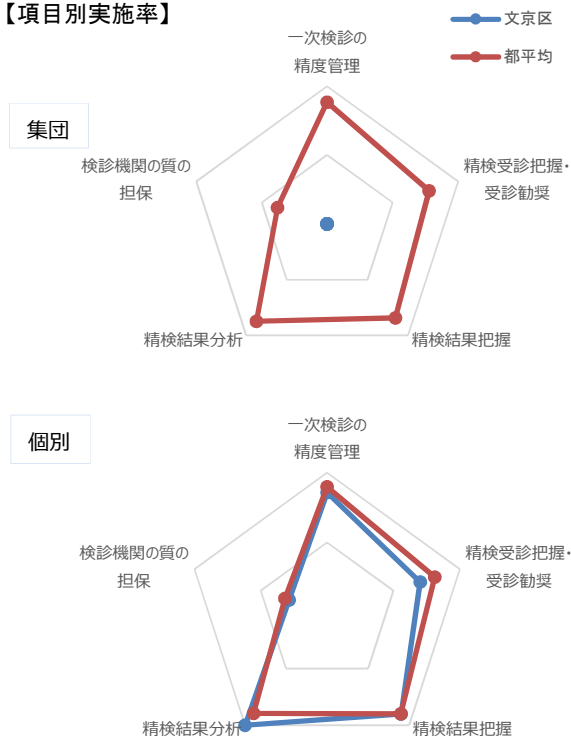 【項目別実施率】
文京区
都平均
集団
一次検診の
精度管理
精検受診把握・
受診勧奨
精検結果把握
精検結果分析
検診機関の質の
担保
個別
一次検診の
精度管理
精検受診把握・
受診勧奨
精検結果把握
精検結果分析
検診機関の質の
担保